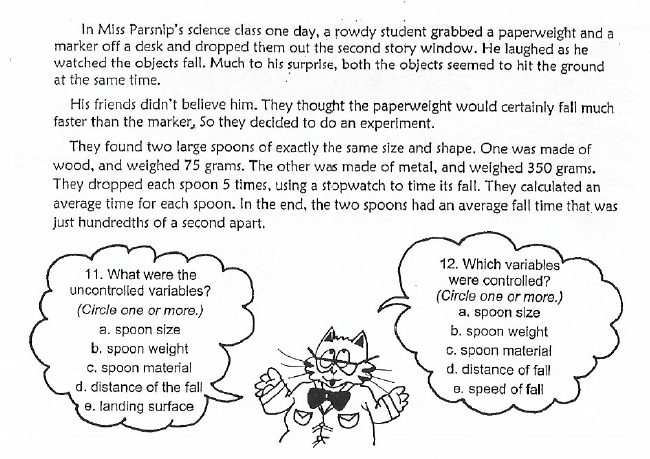 In Miss Parsnip's science class one day, a rowdy student grabbed a paperweight and a
marker off a desk and dropped them out the second story window. He laughed as he
watched the objects fall. Much to his surprise, both the objects seemed to hit the ground
at the same time.
His friends didn't believe him. They thought the paperweight would certainly fall much
faster than the marker. So they decided to do an experiment.
They found two large spoons of exactly the same size and shape. One was made of
wood, and weighed 75 grams. The other was made of metal, and weighed 350 grams.
They dropped each spoon 5 times, using a stopwatch to time its fall. They calculated an
average time for each spoon. In the end, the two spoons had an average fall time that was
just hundredths of a second apart.
11. What were the
uncontrolled variables?
(Circle one or more.)
a. spoon size
b. spoon weight
c. spoon material
d. distance of the fall
e. landing surface
12. Which variables
were controlled?
(Circle one or more.)
a. spoon size
b. spoon weight
c. spoon material
d. distance of fall
e. speed of fall